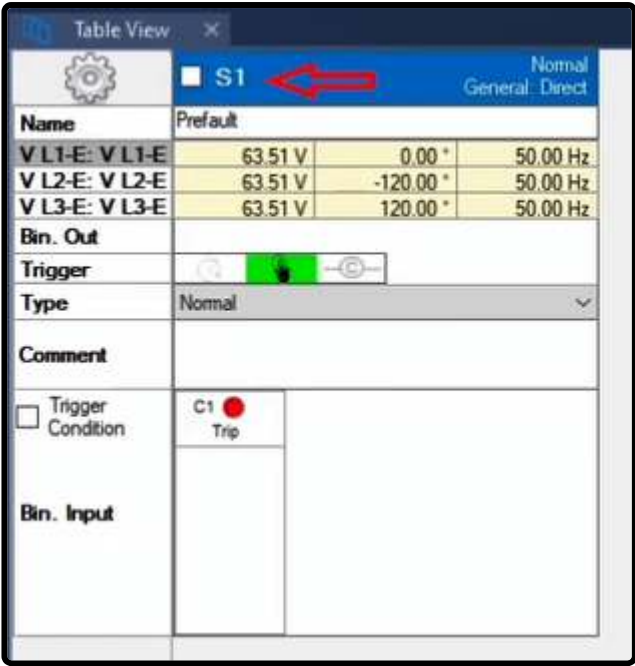 Table View ×
S1
Normal
General: Direct
Name Prefault
V L1-E: V L1-E 63.51 V 0.00 ° 50.00 Hz
V L2-E: V L2-E 63.51 V -120.00 ° 50.00 Hz
V L3-E: V L3-E 63.51 V 120.00 ° 50.00 Hz
Bin. Out
Trigger C
Type Normal
Comment
Trigger
Condition
C1
Trip
Bin. Input